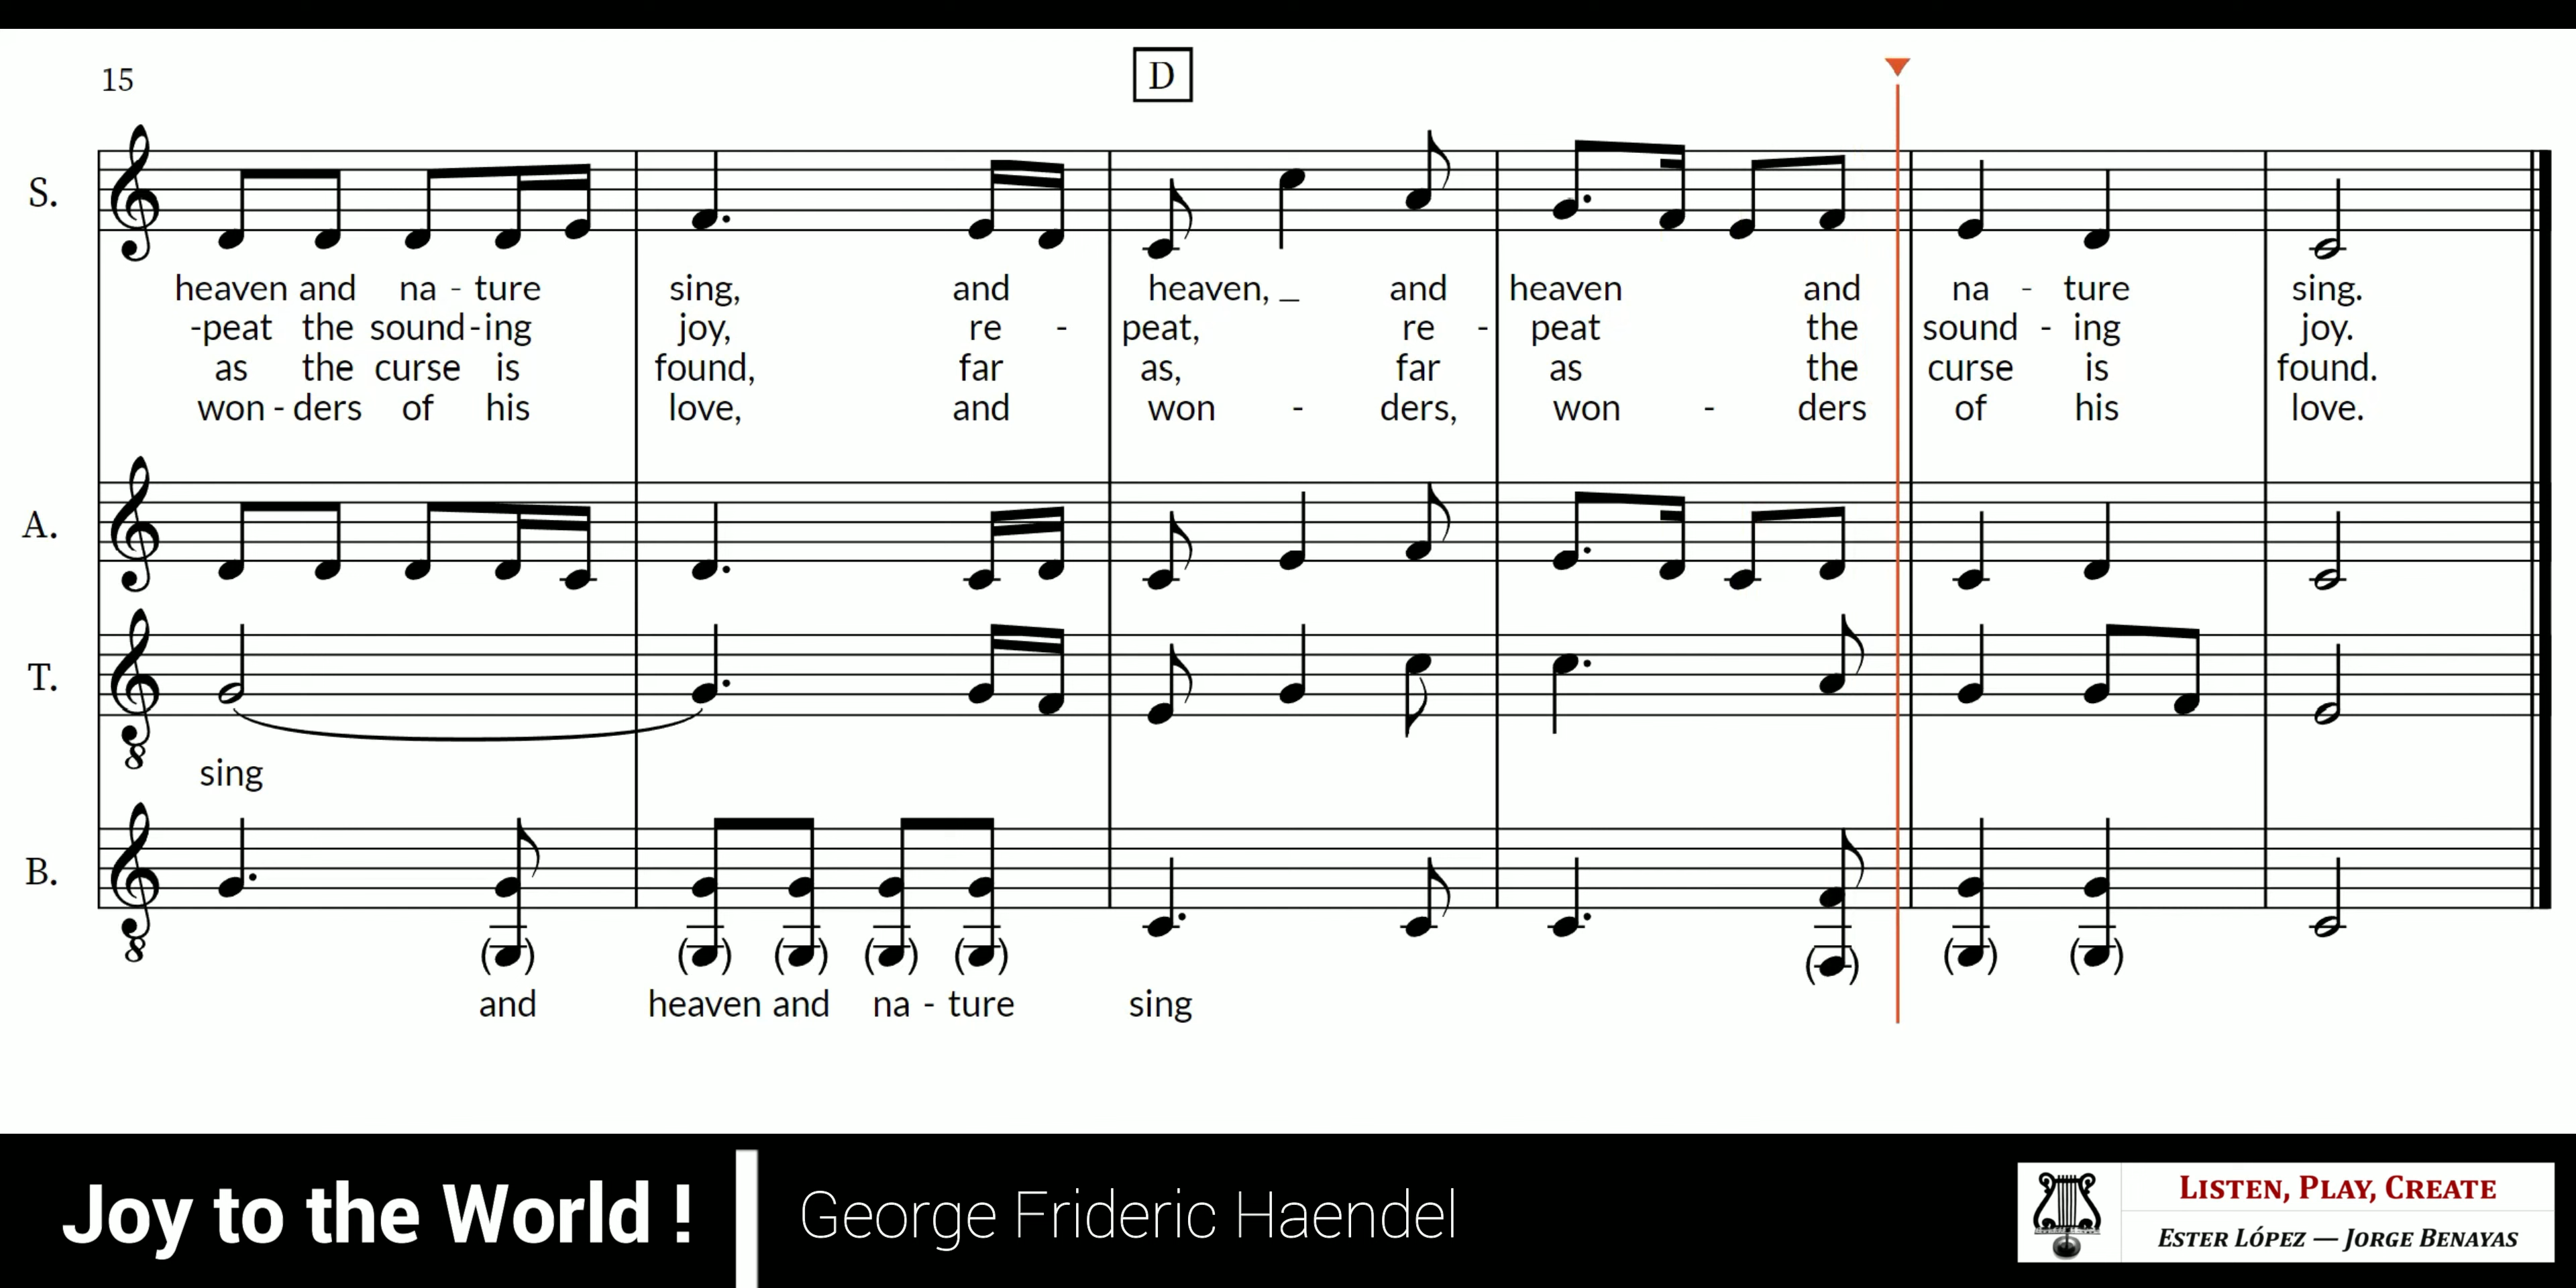 15
D
S.
heaven and na - ture sing, and heaven, _ and heaven and na - ture sing.
-peat the sound - ing joy, re - peat, re - peat the sound - ing joy.
as the curse is found, far as, far as the curse is found.
won - ders of his love, and won - ders, won - ders of his love.
A.
T.
8
sing
B.
8
and heaven and na - ture sing
Joy to the World !
George Frideric Haendel
LISTEN, PLAY, CREATE
ESTER LÓPEZ — JORGE BENAYAS